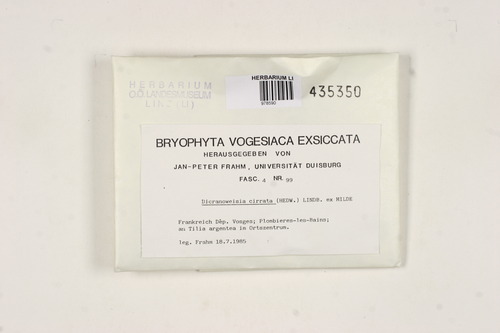 HERBARIUM
O.Ö. LANDESMUSEUM
LINZ (LI)
HERBARIUM LI
978590
435350
BRYOPHYTA VOGESIACA EXSICCATA
HERAUSGEGEBEN VON
JAN-PETER FRAHM, UNIVERSITÄT DUISBURG
FASC. 4 NR. 99
Dicranoweisia cirrata (HEDW.) LINDB. ex MILDE
Frankreich Dép. Vosges; Plombieres-les-Bains;
an Tilia argentea im Ortszentrum.
leg. Frahm 18.7.1985